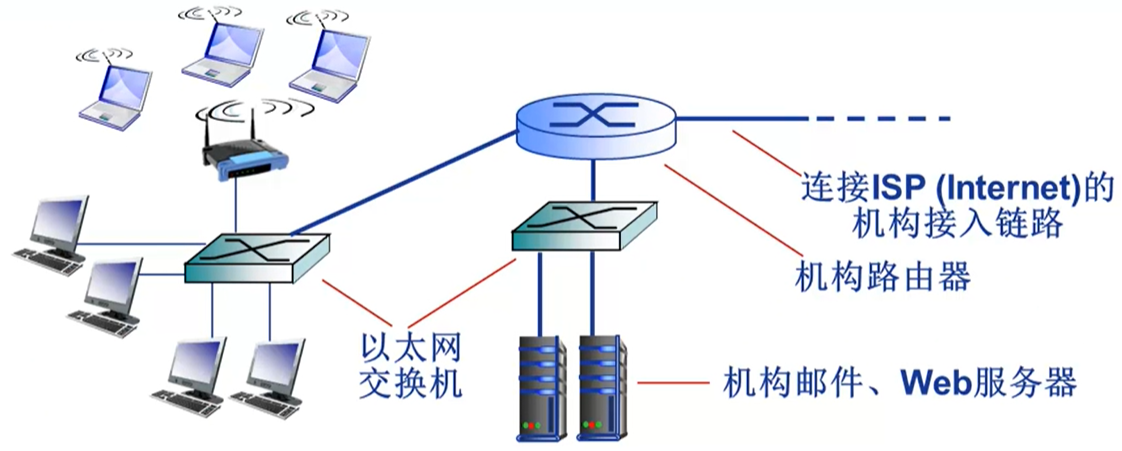 连接ISP (Internet)的
机构接入链路
机构路由器
以太网
交换机
机构邮件、Web服务器